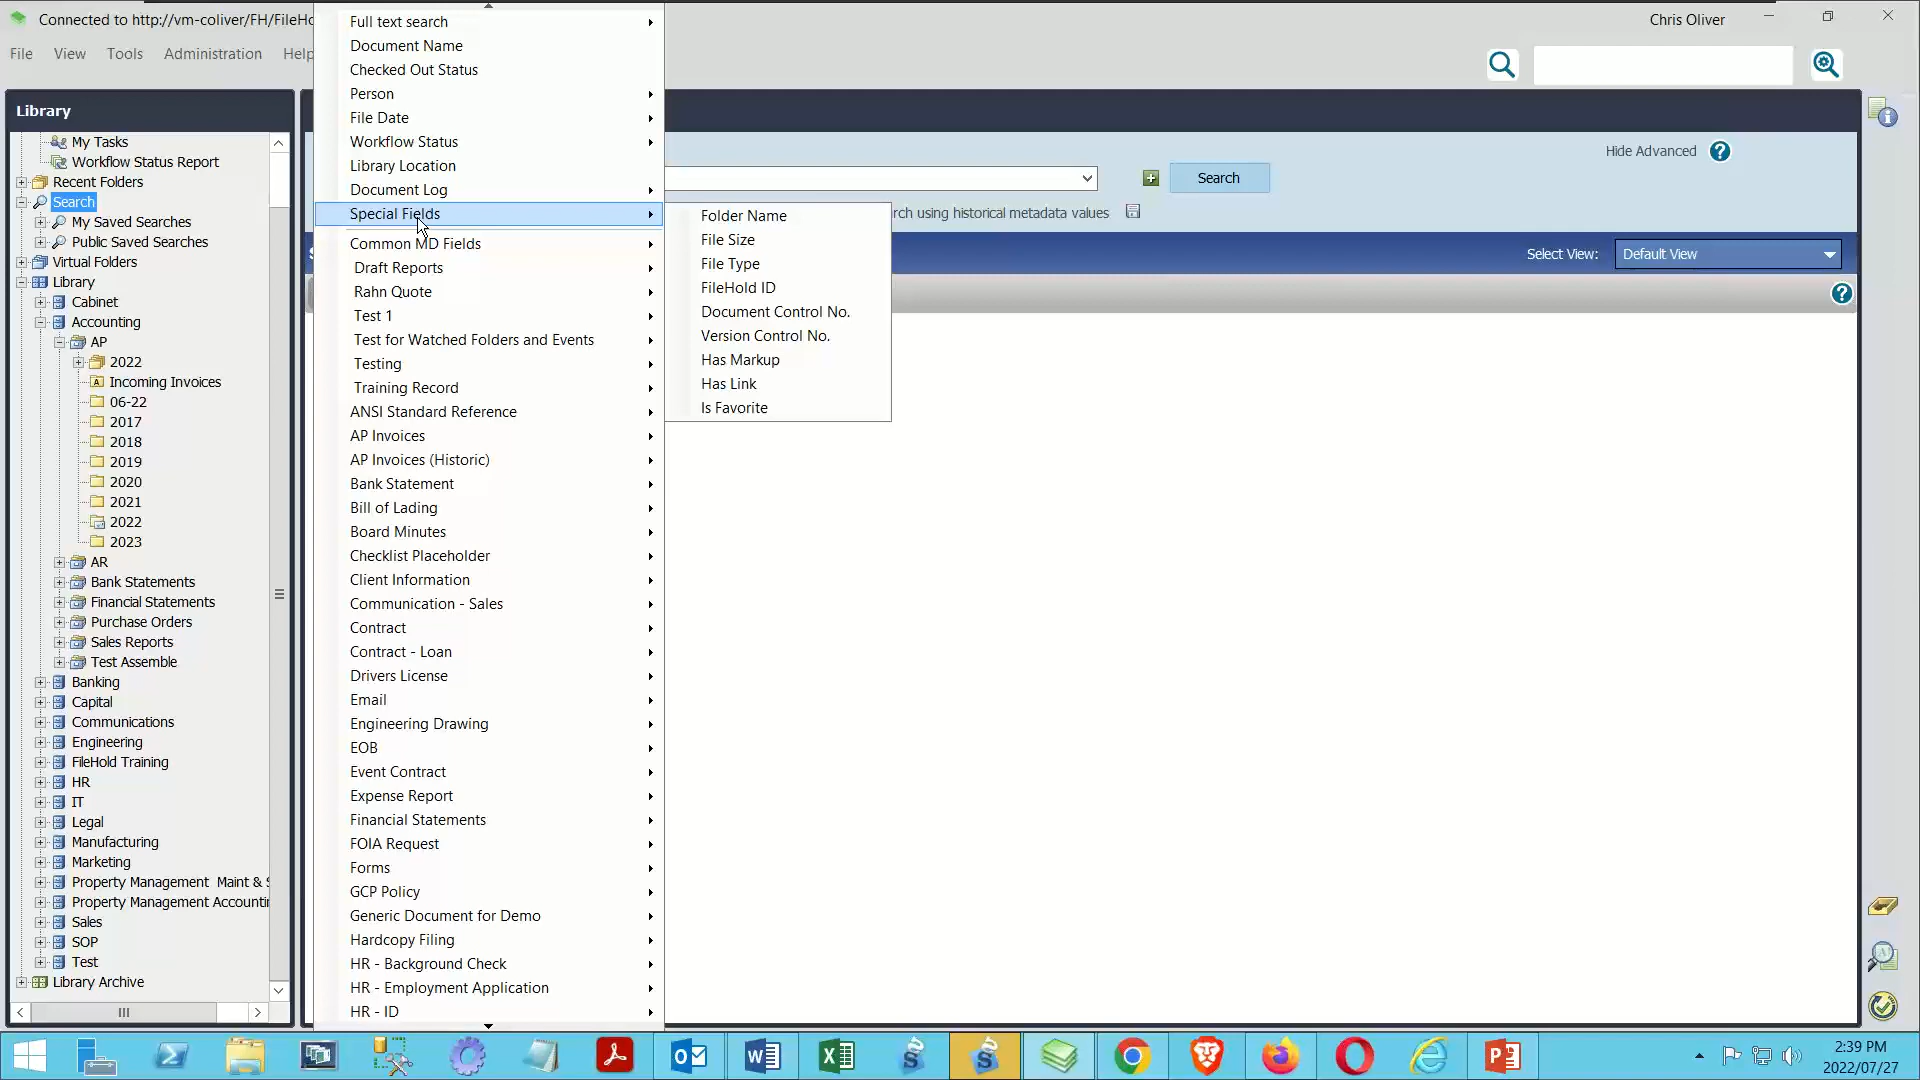 Connected to http://vm-coliver/FH/FileHo
Chris Oliver
File View Tools Administration Help
Library
My Tasks
Workflow Status Report
Recent Folders
Search
My Saved Searches
Public Saved Searches
Virtual Folders
Library
Cabinet
Accounting
AP
2022
Incoming Invoices
06-22
2017
2018
2019
2020
2021
2022
2023
AR
Bank Statements
Financial Statements
Purchase Orders
Sales Reports
Test Assemble
Banking
Capital
Communications
Engineering
FileHold Training
HR
IT
Legal
Manufacturing
Marketing
Property Management Maint & S
Property Management Accounti
Sales
SOP
Test
Library Archive
Full text search
Document Name
Checked Out Status
Person
File Date
Workflow Status
Library Location
Document Log
Special Fields
Common MD Fields
Draft Reports
Rahn Quote
Test 1
Test for Watched Folders and Events
Testing
Training Record
ANSI Standard Reference
AP Invoices
AP Invoices (Historic)
Bank Statement
Bill of Lading
Board Minutes
Checklist Placeholder
Client Information
Communication - Sales
Contract
Contract - Loan
Drivers License
Email
Engineering Drawing
EOB
Event Contract
Expense Report
Financial Statements
FOIA Request
Forms
GCP Policy
Generic Document for Demo
Hardcopy Filing
HR - Background Check
HR - Employment Application
HR - ID
Folder Name
File Size
File Type
FileHold ID
Document Control No.
Version Control No.
Has Markup
Has Link
Is Favorite
Hide Advanced
Search
rch using historical metadata values
Select View: Default View
2:39 PM
2022/07/27